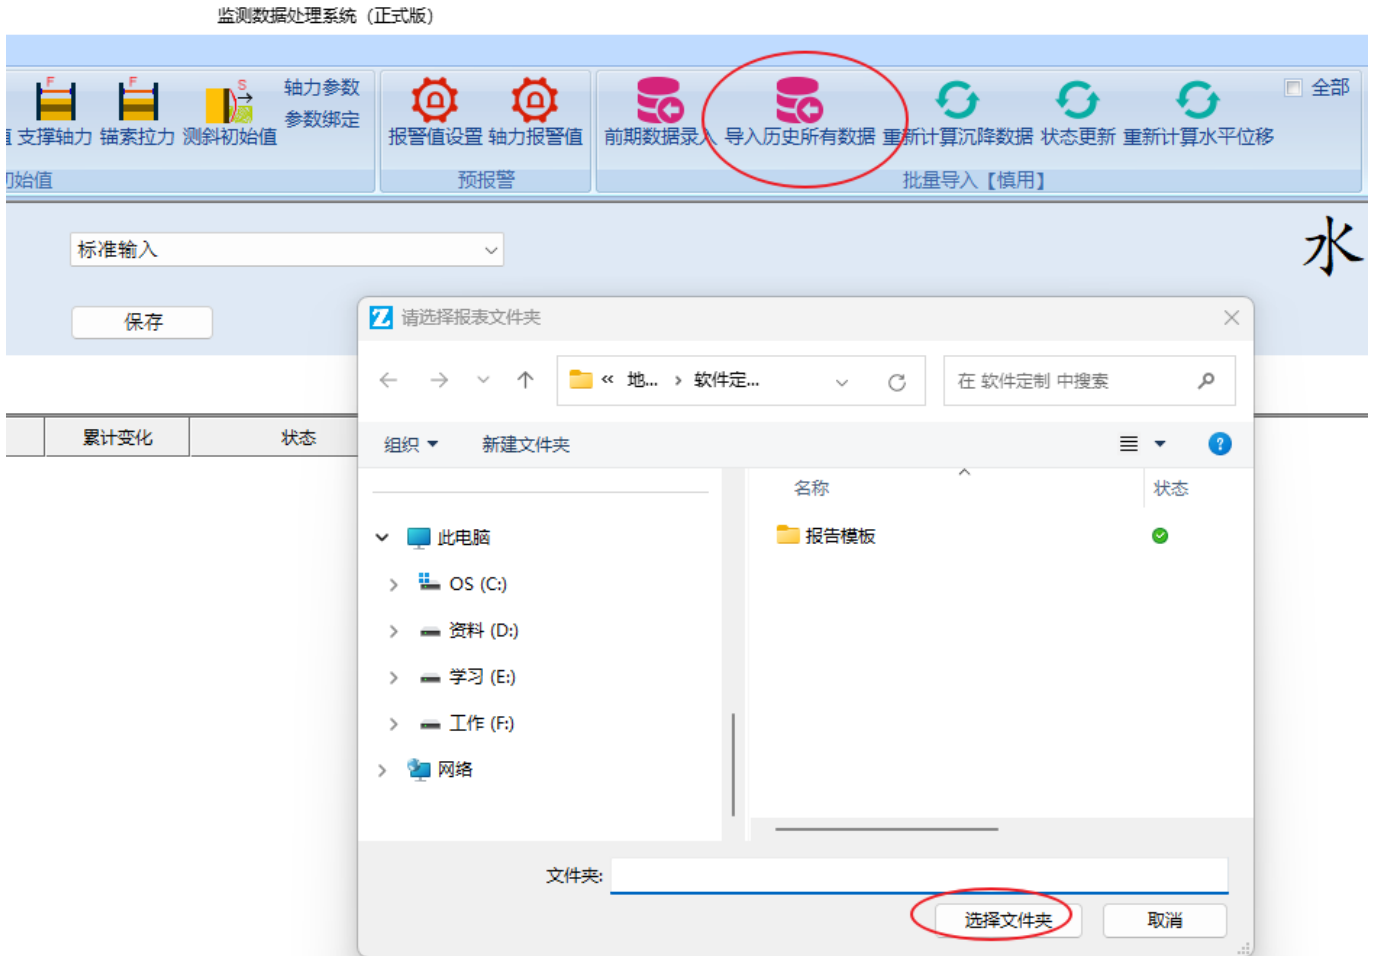 监测数据处理系统（正式版）
F F S 轴力参数 全部
参数绑定
支撑轴力 锚索拉力 测斜初始值 报警值设置 轴力报警值 前期数据录入 导入历史所有数据 重新计算沉降数据 状态更新 重新计算水平位移
始值 预报警 批量导入【慎用】
标准输入 水
保存
Z 请选择报表文件夹
« 地... › 软件定... 在 软件定制 中搜索
累计变化 状态
组织 新建文件夹 ?
名称 状态
此电脑 报告模板
OS (C:)
资料 (D:)
学习 (E:)
工作 (F:)
网络
文件夹:
选择文件夹 取消